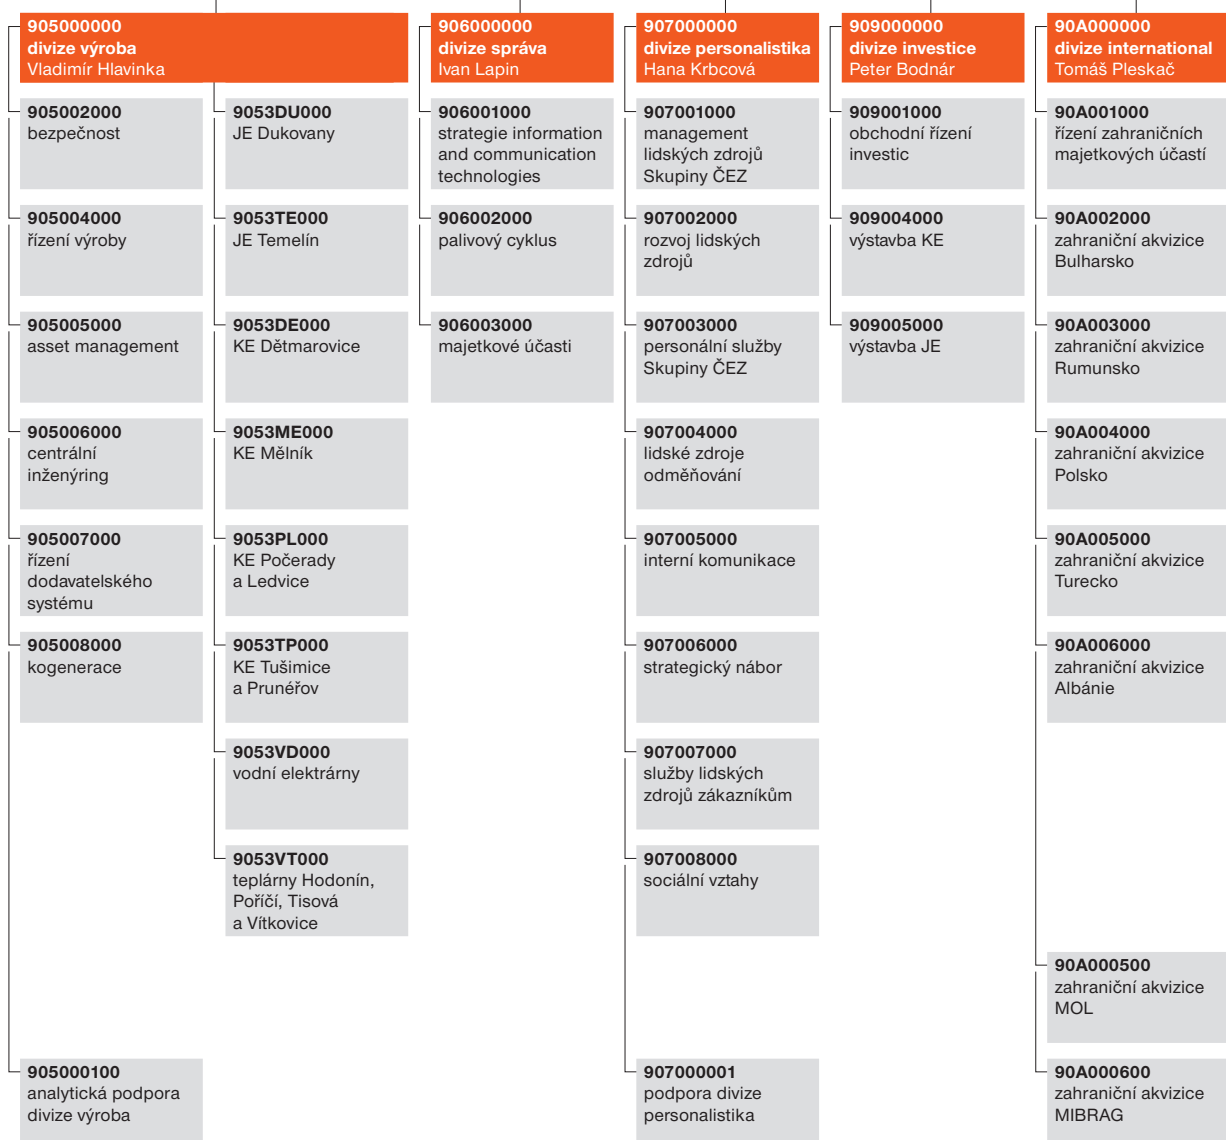 905000000
divize výroba
Vladimír Hlavinka
905002000
bezpečnost
905004000
řízení výroby
905005000
asset management
905006000
centrální
inženýring
905007000
řízení
dodavatelského
systému
905008000
kogenerace
905000100
analytická podpora
divize výroba
9053DU000
JE Dukovany
9053TE000
JE Temelín
9053DE000
KE Dětmarovice
9053ME000
KE Mělník
9053PL000
KE Počerady
a Ledvice
9053TP000
KE Tušimice
a Prunéřov
9053VD000
vodní elektrárny
9053VT000
teplárny Hodonín,
Poříčí, Tisová
a Vítkovice
906000000
divize správa
Ivan Lapin
906001000
strategie information
and communication
technologies
906002000
palivový cyklus
906003000
majetkové účasti
907000000
divize personalistika
Hana Krbcová
907001000
management
lidských zdrojů
Skupiny ČEZ
907002000
rozvoj lidských
zdrojů
907003000
personální služby
Skupiny ČEZ
907004000
lidské zdroje
odměňování
907005000
interní komunikace
907006000
strategický nábor
907007000
služby lidských
zdrojů zákazníkům
907008000
sociální vztahy
907000001
podpora divize
personalistika
909000000
divize investice
Peter Bodnár
909001000
obchodní řízení
investic
909004000
výstavba KE
909005000
výstavba JE
90A000000
divize international
Tomáš Pleskač
90A001000
řízení zahraničních
majetkových účastí
90A002000
zahraniční akvizice
Bulharsko
90A003000
zahraniční akvizice
Rumunsko
90A004000
zahraniční akvizice
Polsko
90A005000
zahraniční akvizice
Turecko
90A006000
zahraniční akvizice
Albánie
90A000500
zahraniční akvizice
MOL
90A000600
zahraniční akvizice
MIBRAG